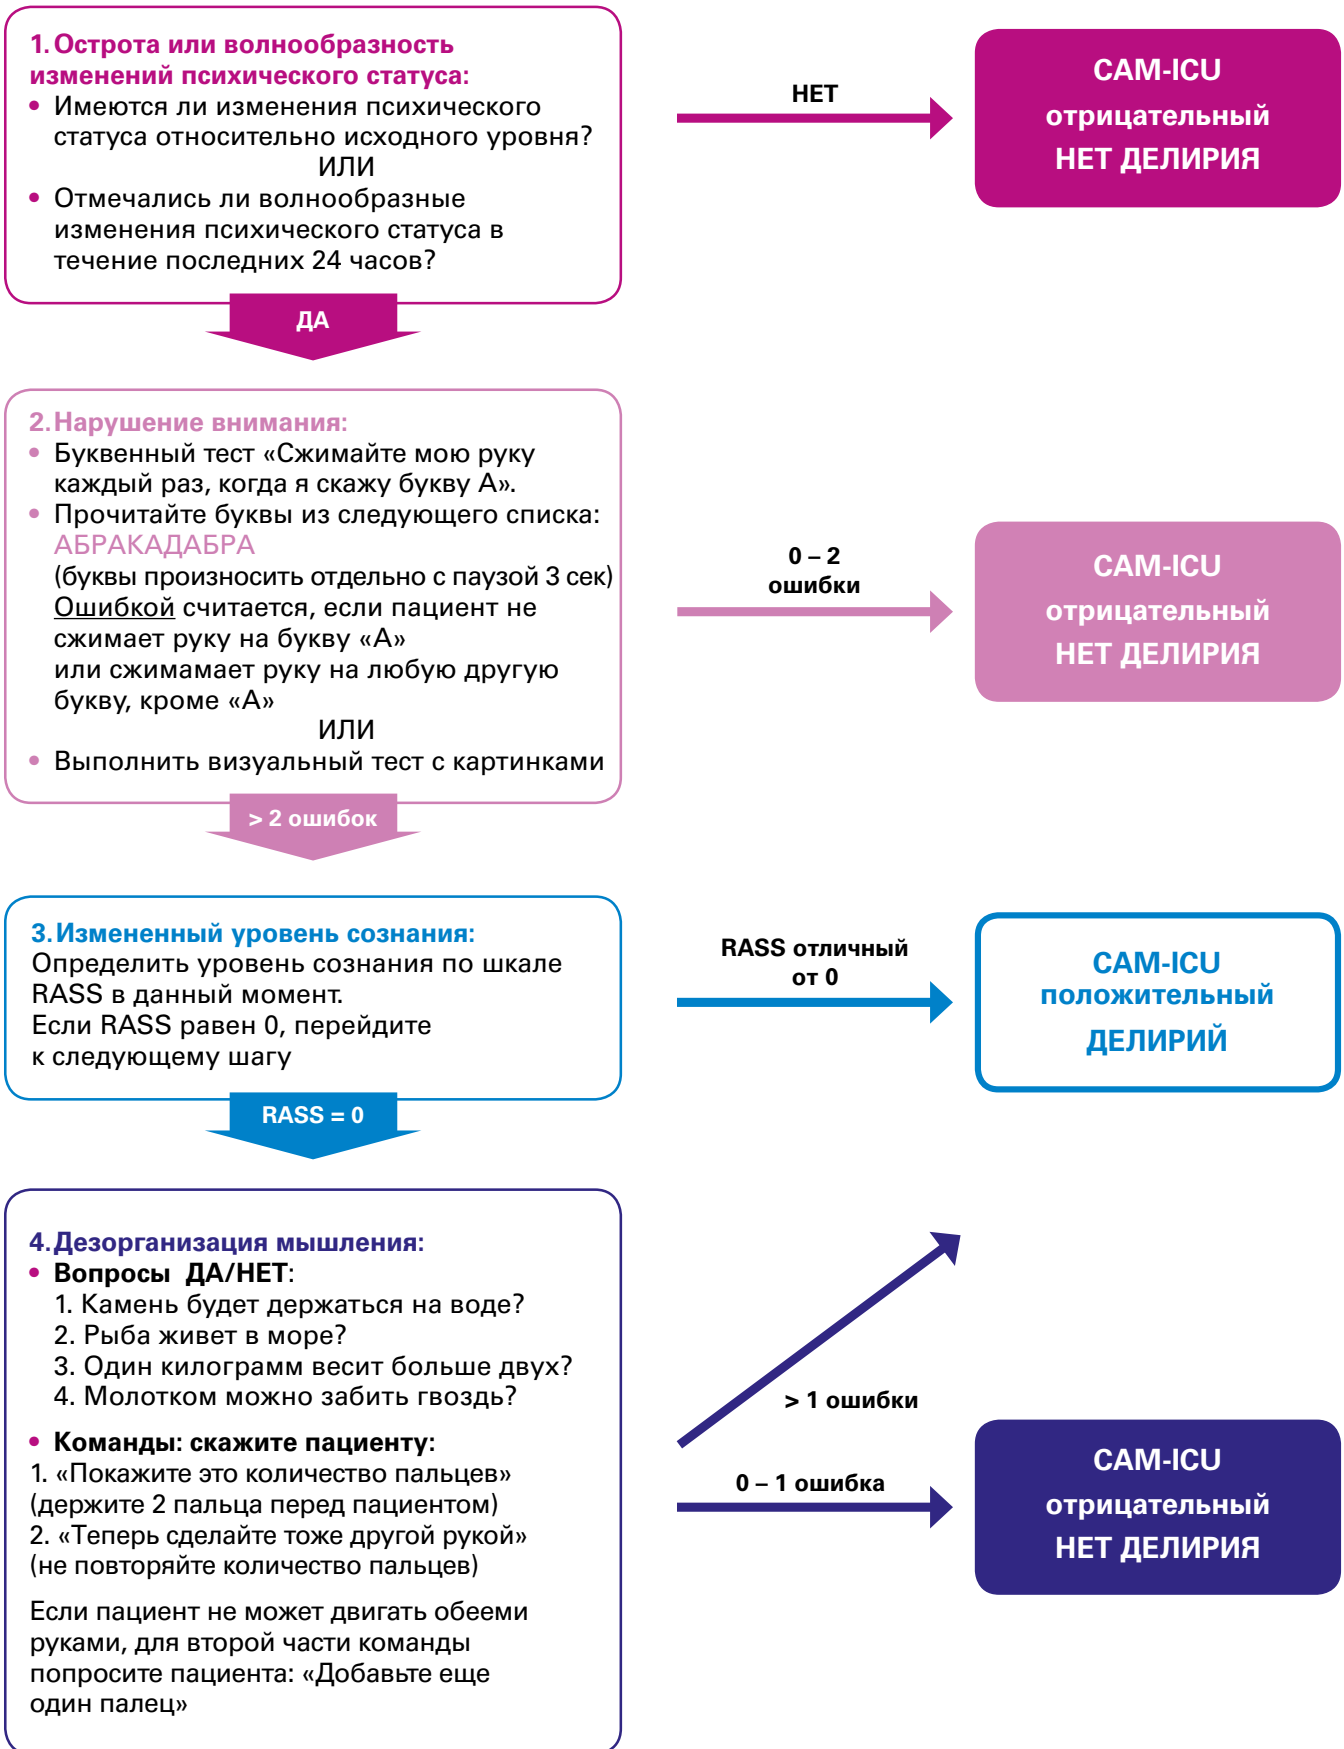 1. Острота или волнообразность
изменений психического статуса:
• Имеются ли изменения психического
статуса относительно исходного уровня?
ИЛИ
• Отмечались ли волнообразные
изменения психического статуса в
течение последних 24 часов?
НЕТ
CAM-ICU
отрицательный
НЕТ ДЕЛИРИЯ
ДА
2. Нарушение внимания:
• Буквенный тест «Сжимайте мою руку
каждый раз, когда я скажу букву А».
• Прочитайте буквы из следующего списка:
АБРАКАДАБРА
(буквы произносить отдельно с паузой 3 сек)
Ошибкой считается, если пациент не
сжимает руку на букву «А»
или сжимамает руку на любую другую
букву, кроме «А»
ИЛИ
• Выполнить визуальный тест с картинками
0 – 2
ошибки
CAM-ICU
отрицательный
НЕТ ДЕЛИРИЯ
> 2 ошибок
3. Измененный уровень сознания:
Определить уровень сознания по шкале
RASS в данный момент.
Если RASS равен 0, перейдите
к следующему шагу
RASS отличный
от 0
CAM-ICU
положительный
ДЕЛИРИЙ
RASS = 0
4. Дезорганизация мышления:
• Вопросы ДА/НЕТ:
1. Камень будет держаться на воде?
2. Рыба живет в море?
3. Один килограмм весит больше двух?
4. Молотком можно забить гвоздь?
• Команды: скажите пациенту:
1. «Покажите это количество пальцев»
(держите 2 пальца перед пациентом)
2. «Теперь сделайте тоже другой рукой»
(не повторяйте количество пальцев)
Если пациент не может двигать обееми
руками, для второй части команды
попросите пациента: «Добавьте еще
один палец»
> 1 ошибки
0 – 1 ошибка
CAM-ICU
отрицательный
НЕТ ДЕЛИРИЯ